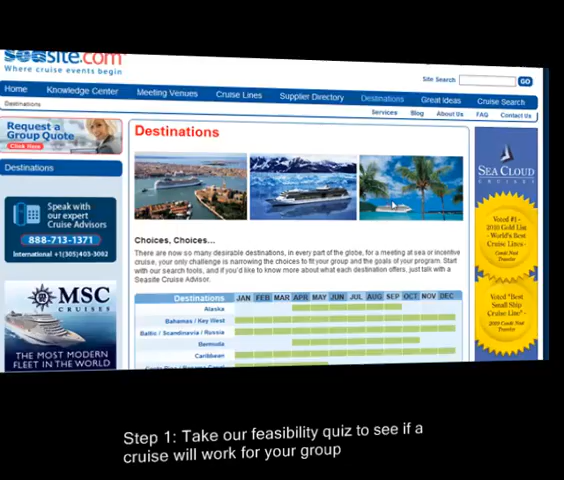 seasite.com
Where cruise events begin
Site Search
GO
Home Knowledge Center Meeting Venues Cruise Lines Supplier Directory Destinations Great Ideas Cruise Search
Destinations
Services Blog About Us FAQ Contact Us
Request a
Group Quote
Click Here
Destinations
Speak with
our expert
Cruise Advisors
888-713-1371
International +1(305)403-3002
MSC
CRUISES
THE MOST MODERN
FLEET IN THE WORLD
Destinations
Choices, Choices...
There are now so many desirable destinations, in every part of the globe, for a meeting at sea or incentive
cruise, your only challenge is narrowing the choices to fit your group and the goals of your program. Start
with our search tools, and if you'd like to know more about what each destination offers, just talk with a
Seasite Cruise Advisor.
Destinations JAN FEB MAR APR MAY JUN JUL AUG SEP OCT NOV DEC
Alaska
Bahamas / Key West
Baltic / Scandinavia / Russia
Bermuda
Caribbean
SEA CLOUD
CRUISES
Voted #1 -
2010 Gold List
- World's Best
Cruise Lines -
Condé Nast
Traveler
Voted "Best
Small Ship
Cruise Line"
- 2009 Condé Nast
Traveler
Step 1: Take our feasibility quiz to see if a
cruise will work for your group